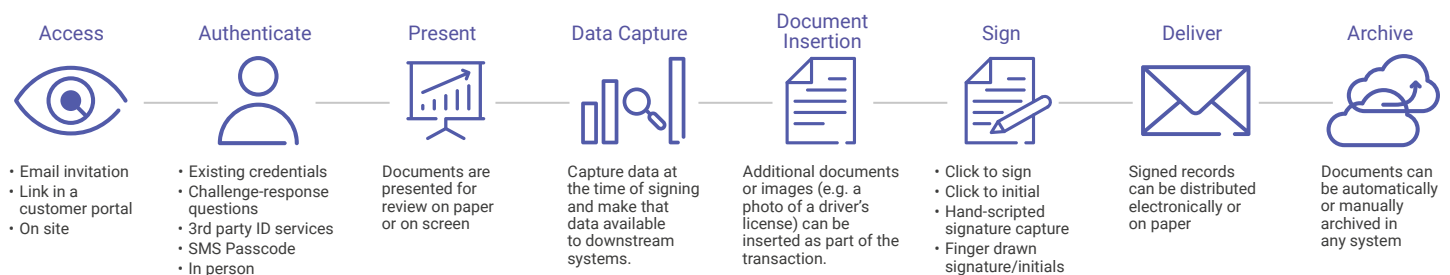 Access
• Email invitation
• Link in a
customer portal
• On site
Authenticate
• Existing credentials
• Challenge-response
questions
• 3rd party ID services
• SMS Passcode
• In person
Present
Documents are
presented for
review on paper
or on screen
Data Capture
Capture data at
the time of signing
and make that
data available
to downstream
systems.
Document
Insertion
Additional documents
or images (e.g. a
photo of a driver's
license) can be
inserted as part of the
transaction.
Sign
• Click to sign
• Click to initial
• Hand-scripted
signature capture
• Finger drawn
signature/initials
Deliver
Signed records
can be distributed
electronically or
on paper
Archive
Documents can
be automatically
or manually
archived in
any system